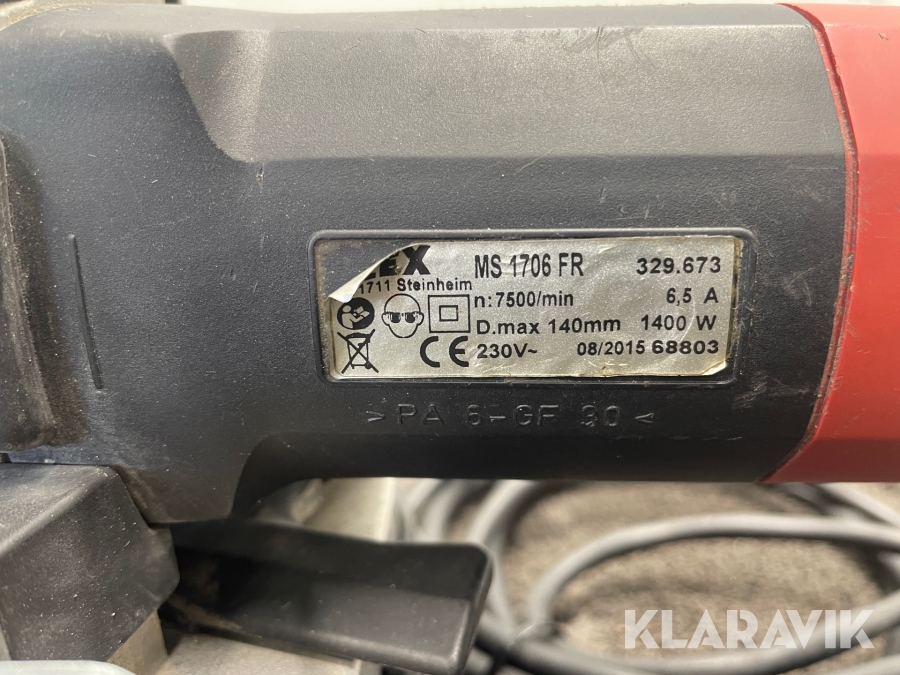 LEX MS 1706 FR 329.673
1711 Steinheim
n: 7500/min 6,5 A
D.max 140mm 1400 W
CE 230V~ 08/2015 68803
>PA 6-GF 30<
KLARAVIK